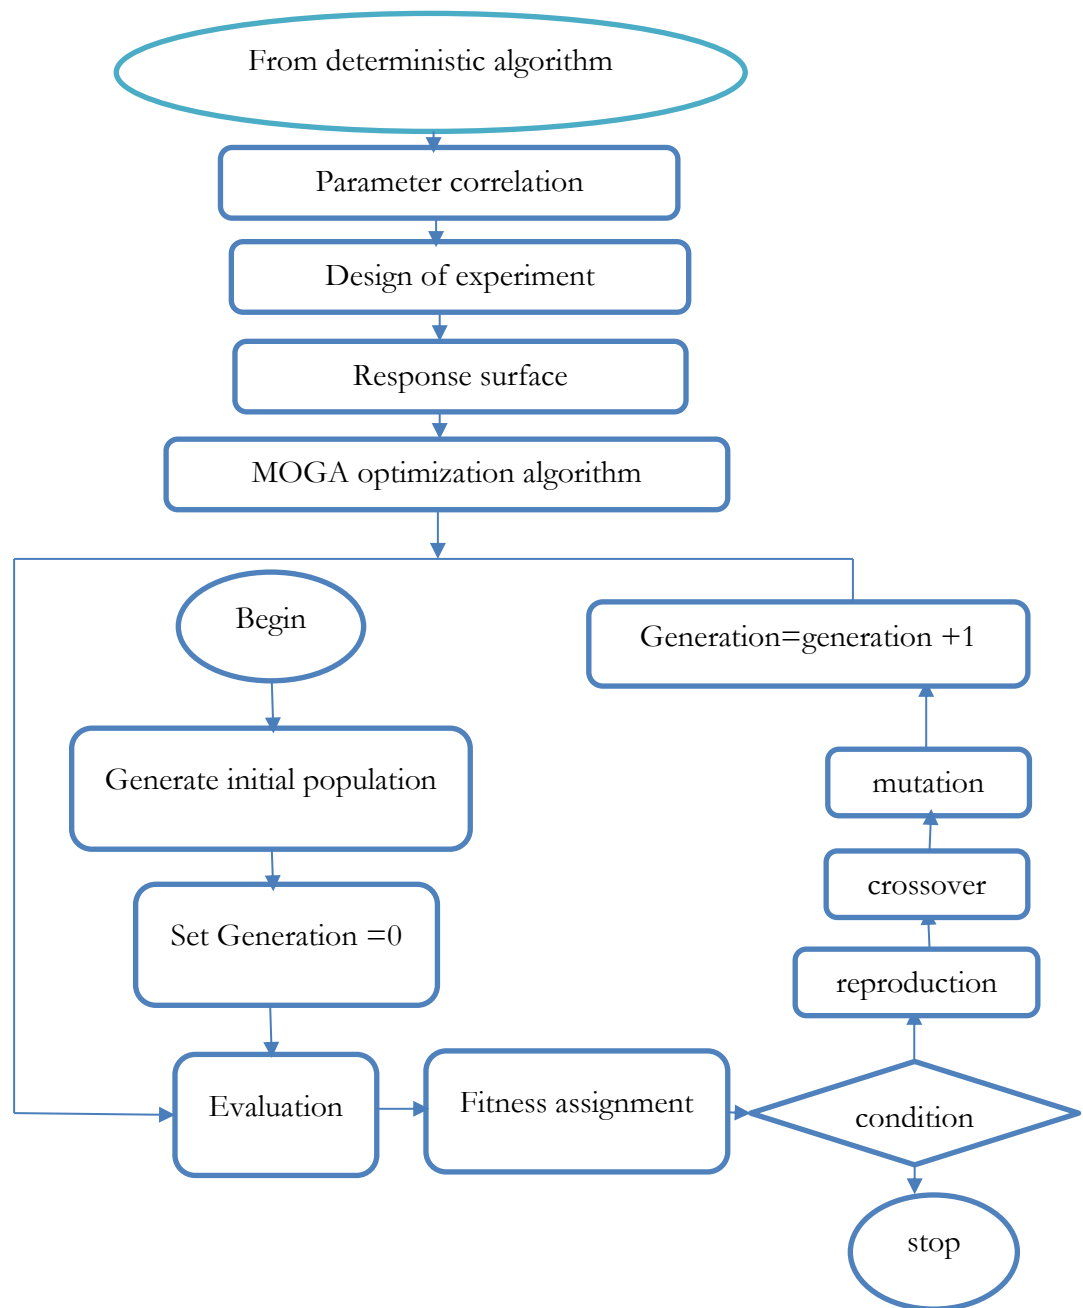 From deterministic algorithm
Parameter correlation
Design of experiment
Response surface
MOGA optimization algorithm
Begin
Generation=generation +1
Generate initial population
mutation
crossover
Set Generation =0
reproduction
Evaluation
Fitness assignment
condition
stop